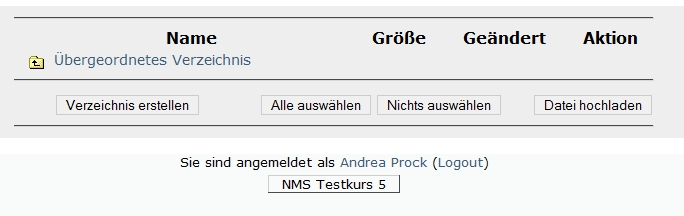 Name Größe Geändert Aktion
Übergeordnetes Verzeichnis
Verzeichnis erstellen Alle auswählen Nichts auswählen Datei hochladen
Sie sind angemeldet als Andrea Prock (Logout)
NMS Testkurs 5